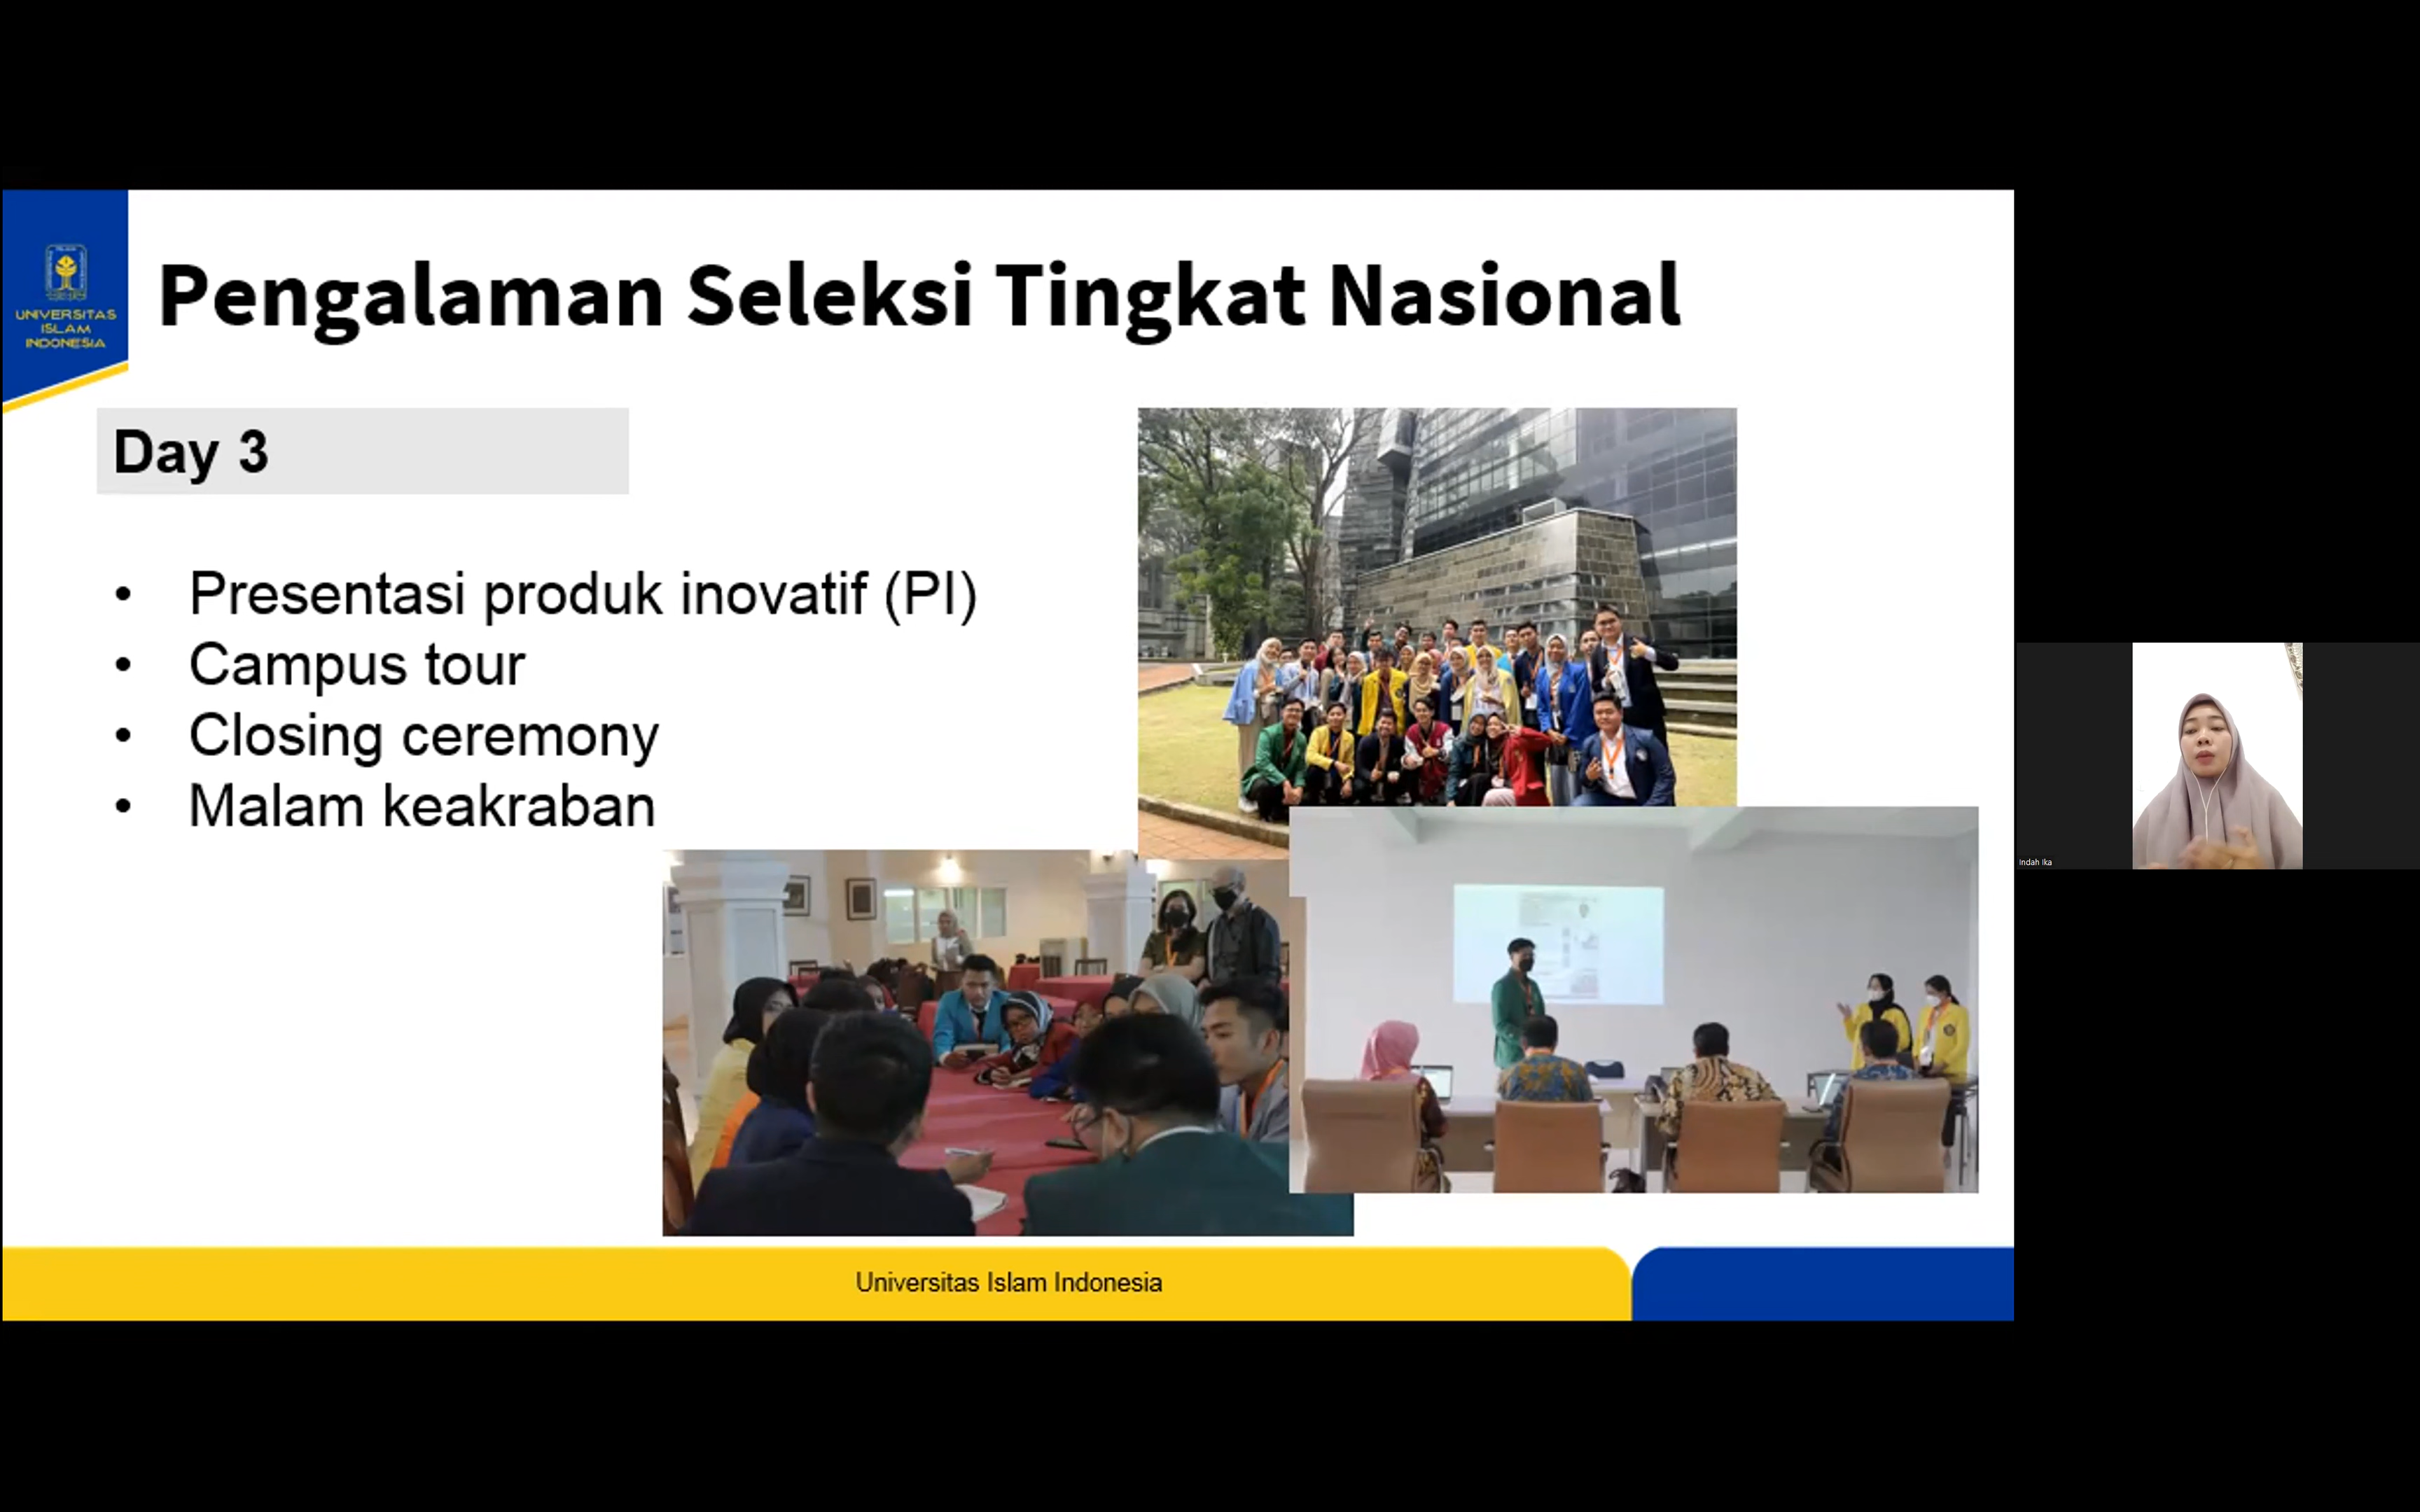 UNIVERSITAS
ISLAM
INDONESIA
Pengalaman Seleksi Tingkat Nasional
Day 3
• Presentasi produk inovatif (PI)
• Campus tour
• Closing ceremony
• Malam keakraban
Indah Ika
Universitas Islam Indonesia